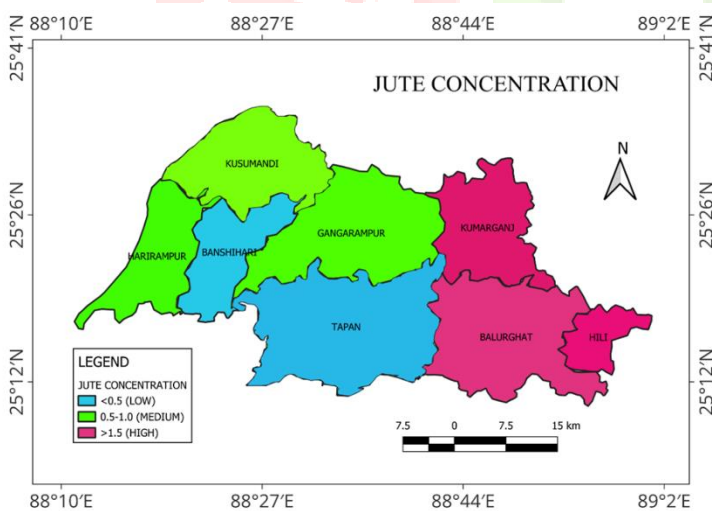 88°10'E 88°27'E 88°44'E 89°2'E
25°41'N 25°41'N
JUTE CONCENTRATION
N
KUSUMANDI
25°26'N 25°26'N
KUMARGANJ
GANGARAMPUR
HARIRAMPUR BANSHIHARI
TAPAN BALURGHAT HILI
LEGEND
JUTE CONCENTRATION
<0.5 (LOW)
0.5-1.0 (MEDIUM)
>1.5 (HIGH)
25°12'N 25°12'N
7.5 0 7.5 15 km
88°10'E 88°27'E 88°44'E 89°2'E